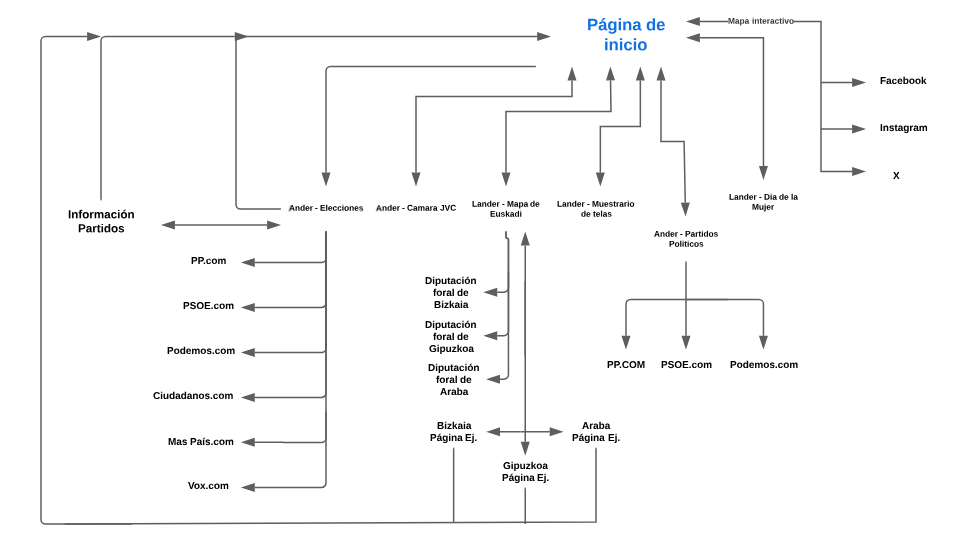 Página de
inicio
Mapa interactivo
Facebook
Instagram
X
Información
Partidos
Ander - Elecciones
Ander - Camara JVC
Lander - Mapa de
Euskadi
Lander - Muestrario
de telas
Lander - Dia de la
Mujer
Ander - Partidos
Politicos
PP.com
PSOE.com
Podemos.com
Ciudadanos.com
Mas País.com
Vox.com
Diputación
foral de
Bizkaia
Diputación
foral de
Gipuzkoa
Diputación
foral de
Araba
PP.COM
PSOE.com
Podemos.com
Bizkaia
Página Ej.
Araba
Página Ej.
Gipuzkoa
Página Ej.